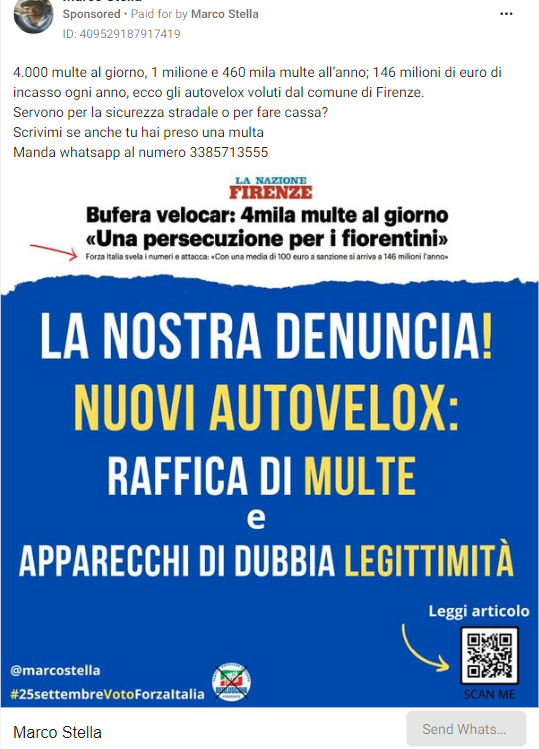 Sponsored • Paid for by Marco Stella
ID: 409529187917419
4.000 multe al giorno, 1 milione e 460 mila multe all'anno; 146 milioni di euro di
incasso ogni anno, ecco gli autovelox voluti dal comune di Firenze.
Servono per la sicurezza stradale o per fare cassa?
Scrivimi se anche tu hai preso una multa
Manda whatsapp al numero 3385713555
LA NAZIONE
FIRENZE
Bufera velocar: 4mila multe al giorno
«Una persecuzione per i fiorentini»
Forza Italia svela i numeri e attacca: «Con una media di 100 euro a sanzione si arriva a 146 milioni l'anno»
LA NOSTRA DENUNCIA!
NUOVI AUTOVELOX:
RAFFICA DI MULTE
e
APPARECCHI DI DUBBIA LEGITTIMITÀ
Leggi articolo
SCAN ME
@marcostella
#25settembreVotoForzaItalia
Marco Stella
Send Whats...